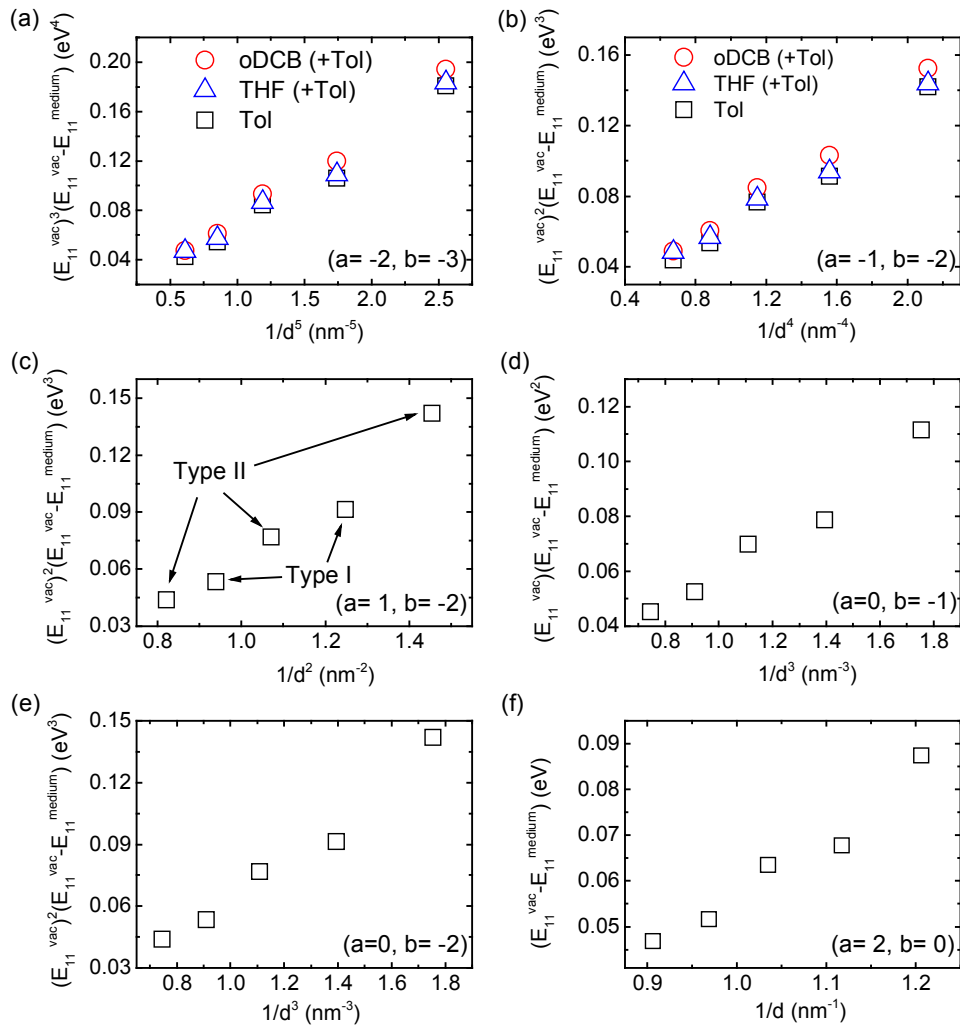 (a)
(E₁₁ᵛᵃᶜ)³(E₁₁ᵛᵃᶜ-E₁₁ᵐᵉᵈⁱᵘᵐ) (eV⁴)
0.20
0.16
0.12
0.08
0.04
oDCB (+Tol)
THF (+Tol)
Tol
(a= -2, b= -3)
0.5 1.0 1.5 2.0 2.5
1/d⁵ (nm⁻⁵)
(b)
(E₁₁ᵛᵃᶜ)²(E₁₁ᵛᵃᶜ-E₁₁ᵐᵉᵈⁱᵘᵐ) (eV³)
0.16
0.12
0.08
0.04
oDCB (+Tol)
THF (+Tol)
Tol
(a= -1, b= -2)
0.4 0.8 1.2 1.6 2.0
1/d⁴ (nm⁻⁴)
(c)
(E₁₁ᵛᵃᶜ)²(E₁₁ᵛᵃᶜ-E₁₁ᵐᵉᵈⁱᵘᵐ) (eV³)
0.15
0.12
0.09
0.06
0.03
Type II
Type I
(a= 1, b= -2)
0.8 1.0 1.2 1.4
1/d² (nm⁻²)
(d)
(E₁₁ᵛᵃᶜ)(E₁₁ᵛᵃᶜ-E₁₁ᵐᵉᵈⁱᵘᵐ) (eV²)
0.12
0.10
0.08
0.06
0.04
(a=0, b= -1)
0.8 1.0 1.2 1.4 1.6 1.8
1/d³ (nm⁻³)
(e)
(E₁₁ᵛᵃᶜ)²(E₁₁ᵛᵃᶜ-E₁₁ᵐᵉᵈⁱᵘᵐ) (eV³)
0.15
0.12
0.09
0.06
0.03
(a=0, b= -2)
0.8 1.0 1.2 1.4 1.6 1.8
1/d³ (nm⁻³)
(f)
(E₁₁ᵛᵃᶜ-E₁₁ᵐᵉᵈⁱᵘᵐ) (eV)
0.09
0.08
0.07
0.06
0.05
(a= 2, b= 0)
0.9 1.0 1.1 1.2
1/d (nm⁻¹)